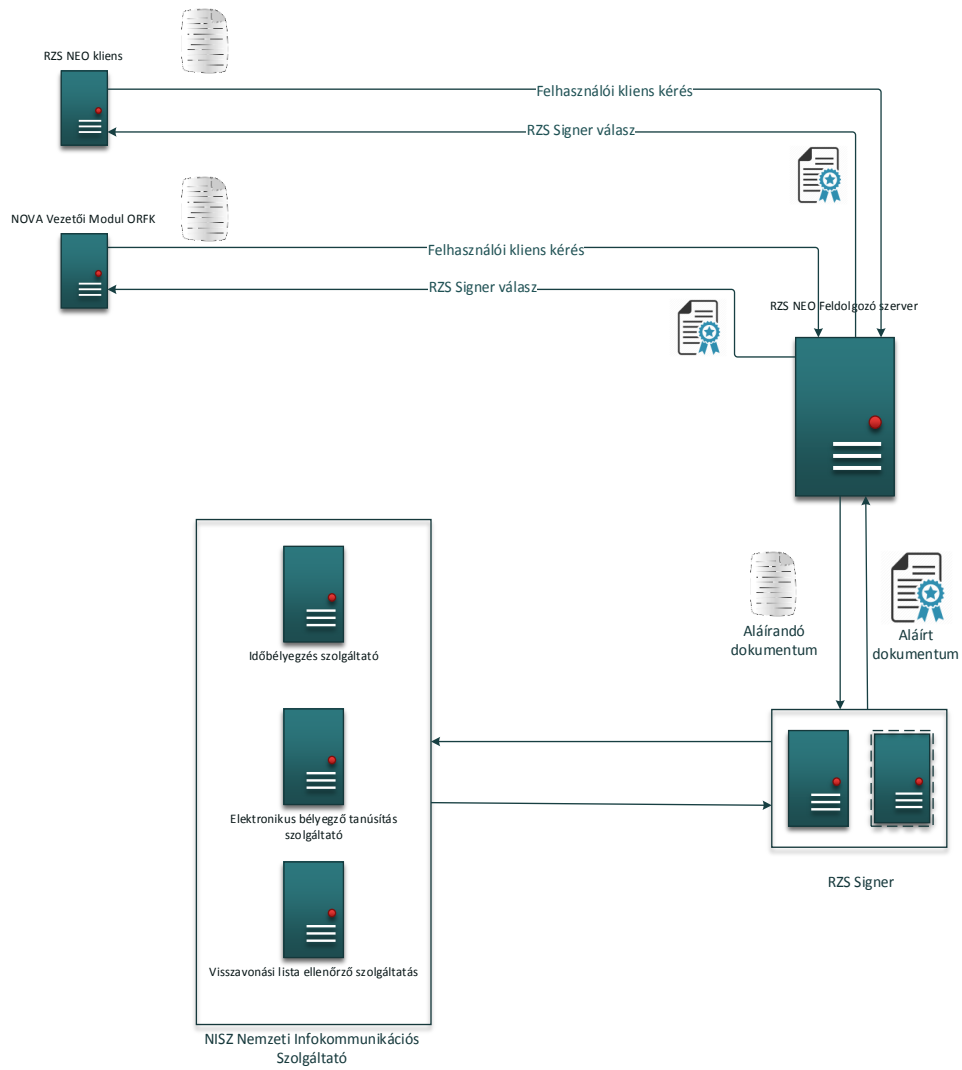 RZS NEO kliens
Felhasználói kliens kérés
RZS Signer válasz
NOVA Vezetői Modul ORFK
Felhasználói kliens kérés
RZS Signer válasz
RZS NEO Feldolgozó szerver
Aláírandó
dokumentum
Aláírt
dokumentum
Időbélyegzés szolgáltató
Elektronikus bélyegző tanúsítás
szolgáltató
RZS Signer
Visszavonási lista ellenőrző szolgáltatás
NISZ Nemzeti Infokommunikációs
Szolgáltató